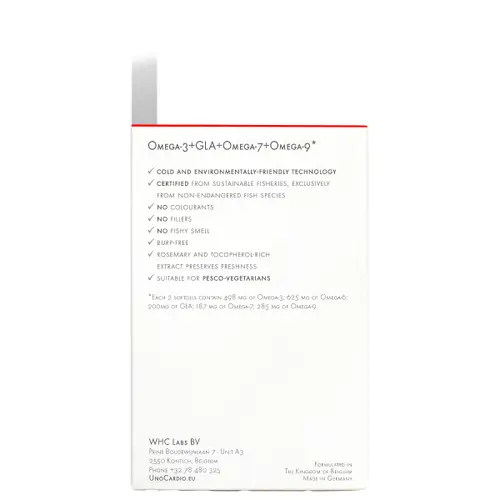 Omega-3+GLA+Omega-7+Omega-9*
✓ COLD AND ENVIRONMENTALLY-FRIENDLY TECHNOLOGY
✓ CERTIFIED FROM SUSTAINABLE FISHERIES, EXCLUSIVELY
FROM NON-ENDANGERED FISH SPECIES
✓ NO COLOURANTS
✓ NO FILLERS
✓ NO FISHY SMELL
✓ BURP-FREE
✓ ROSEMARY AND TOCOPHEROL-RICH
EXTRACT PRESERVES FRESHNESS
✓ SUITABLE FOR PESCO-VEGETARIANS
*Each 2 softgels contain 498 mg of Omega-3; 625 mg of Omega-6;
200mg of GLA; 187 mg of Omega-7; 285 mg of Omega-9
WHC Labs BV
Prins Boudewijnlaan 7 - Unit A3
2550 Kontich, Belgium
Phone +32 78 480 325
UnoCardio.eu
Formulated in
The Kingdom of Belgium
Made in Germany